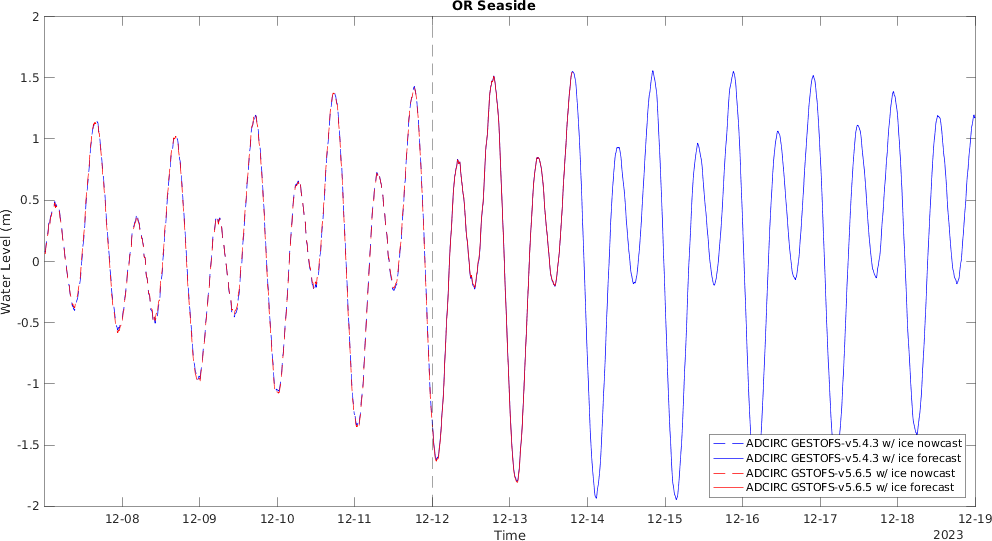 OR Seaside
2
1.5
1
0.5
0
-0.5
-1
-1.5
-2
Water Level (m)
12-08 12-09 12-10 12-11 12-12 12-13 12-14 12-15 12-16 12-17 12-18 12-19
Time
2023
ADCIRC GESTOFS-v5.4.3 w/ ice nowcast
ADCIRC GESTOFS-v5.4.3 w/ ice forecast
ADCIRC GSTOFS-v5.6.5 w/ ice nowcast
ADCIRC GSTOFS-v5.6.5 w/ ice forecast